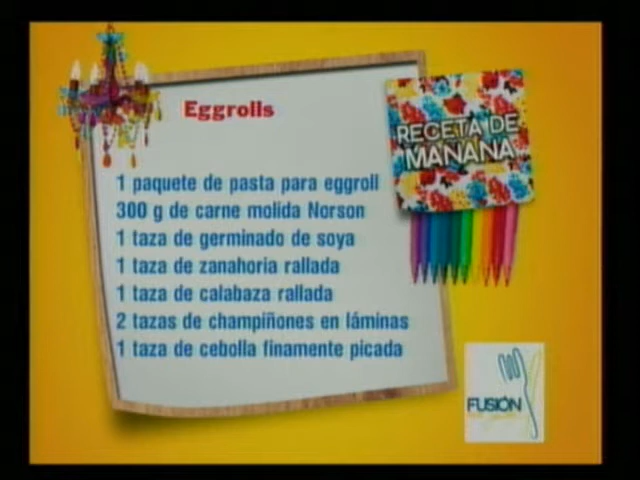 Eggrolls
RECETA DE
MAÑANA
1 paquete de pasta para eggroll
300 g de carne molida Norson
1 taza de germinado de soya
1 taza de zanahoria rallada
1 taza de calabaza rallada
2 tazas de champiñones en láminas
1 taza de cebolla finamente picada
FUSIÓN